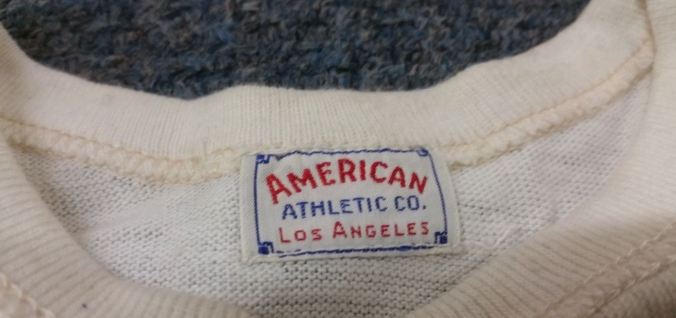 AMERICAN
ATHLETIC CO.
LOS ANGELES